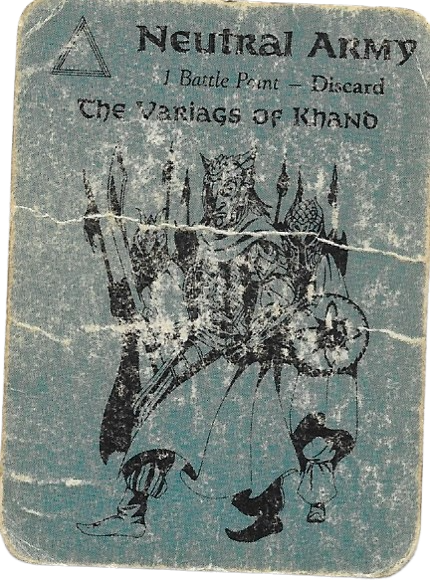 Neutral Army
1 Battle Point – Discard
The Variags of Khand